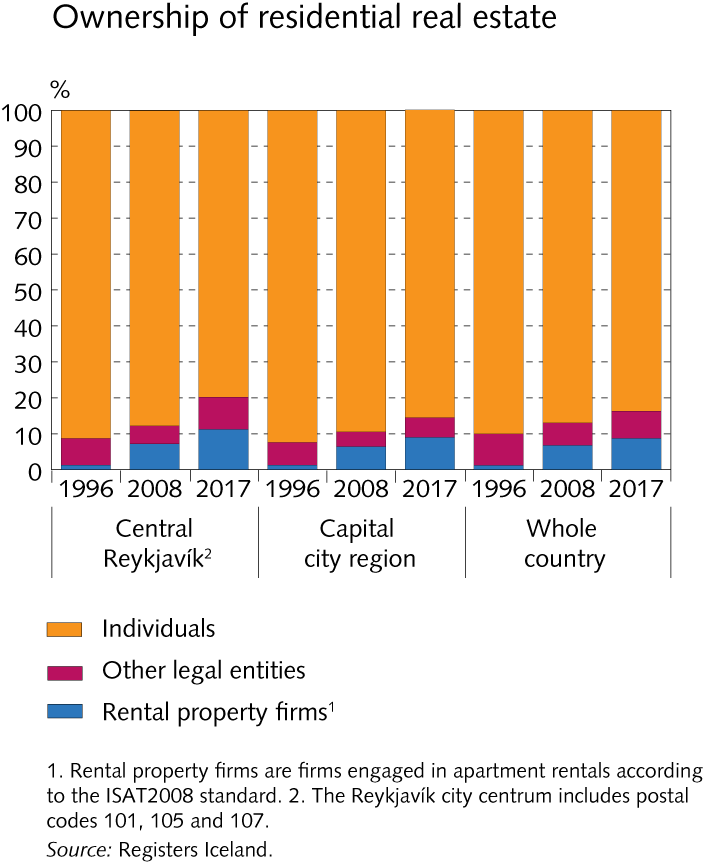 Ownership of residential real estate
%
100
90
80
70
60
50
40
30
20
10
0
1996 2008 2017 1996 2008 2017 1996 2008 2017
Central Capital Whole
Reykjavík² city region country
Individuals
Other legal entities
Rental property firms¹
1. Rental property firms are firms engaged in apartment rentals according
to the ISAT2008 standard. 2. The Reykjavík city centrum includes postal
codes 101, 105 and 107.
Source: Registers Iceland.